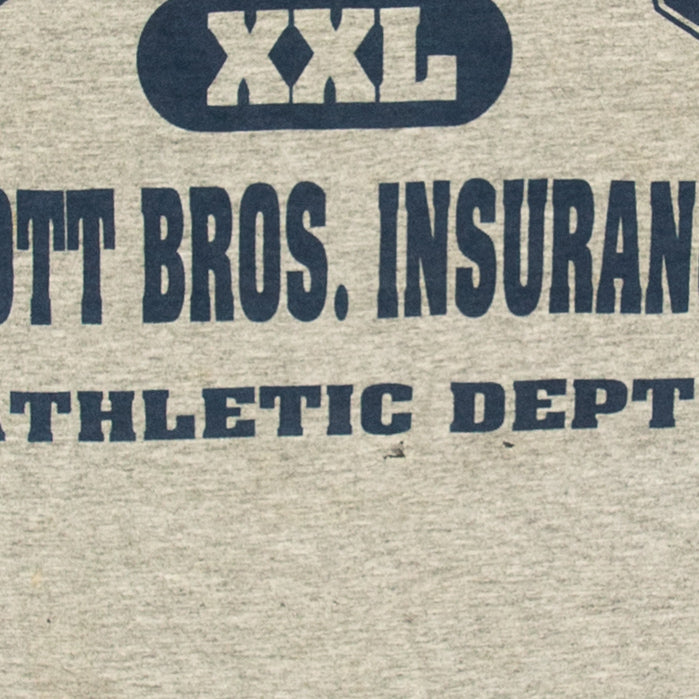 XXL
OTT BROS. INSURAN
ATHLETIC DEPT